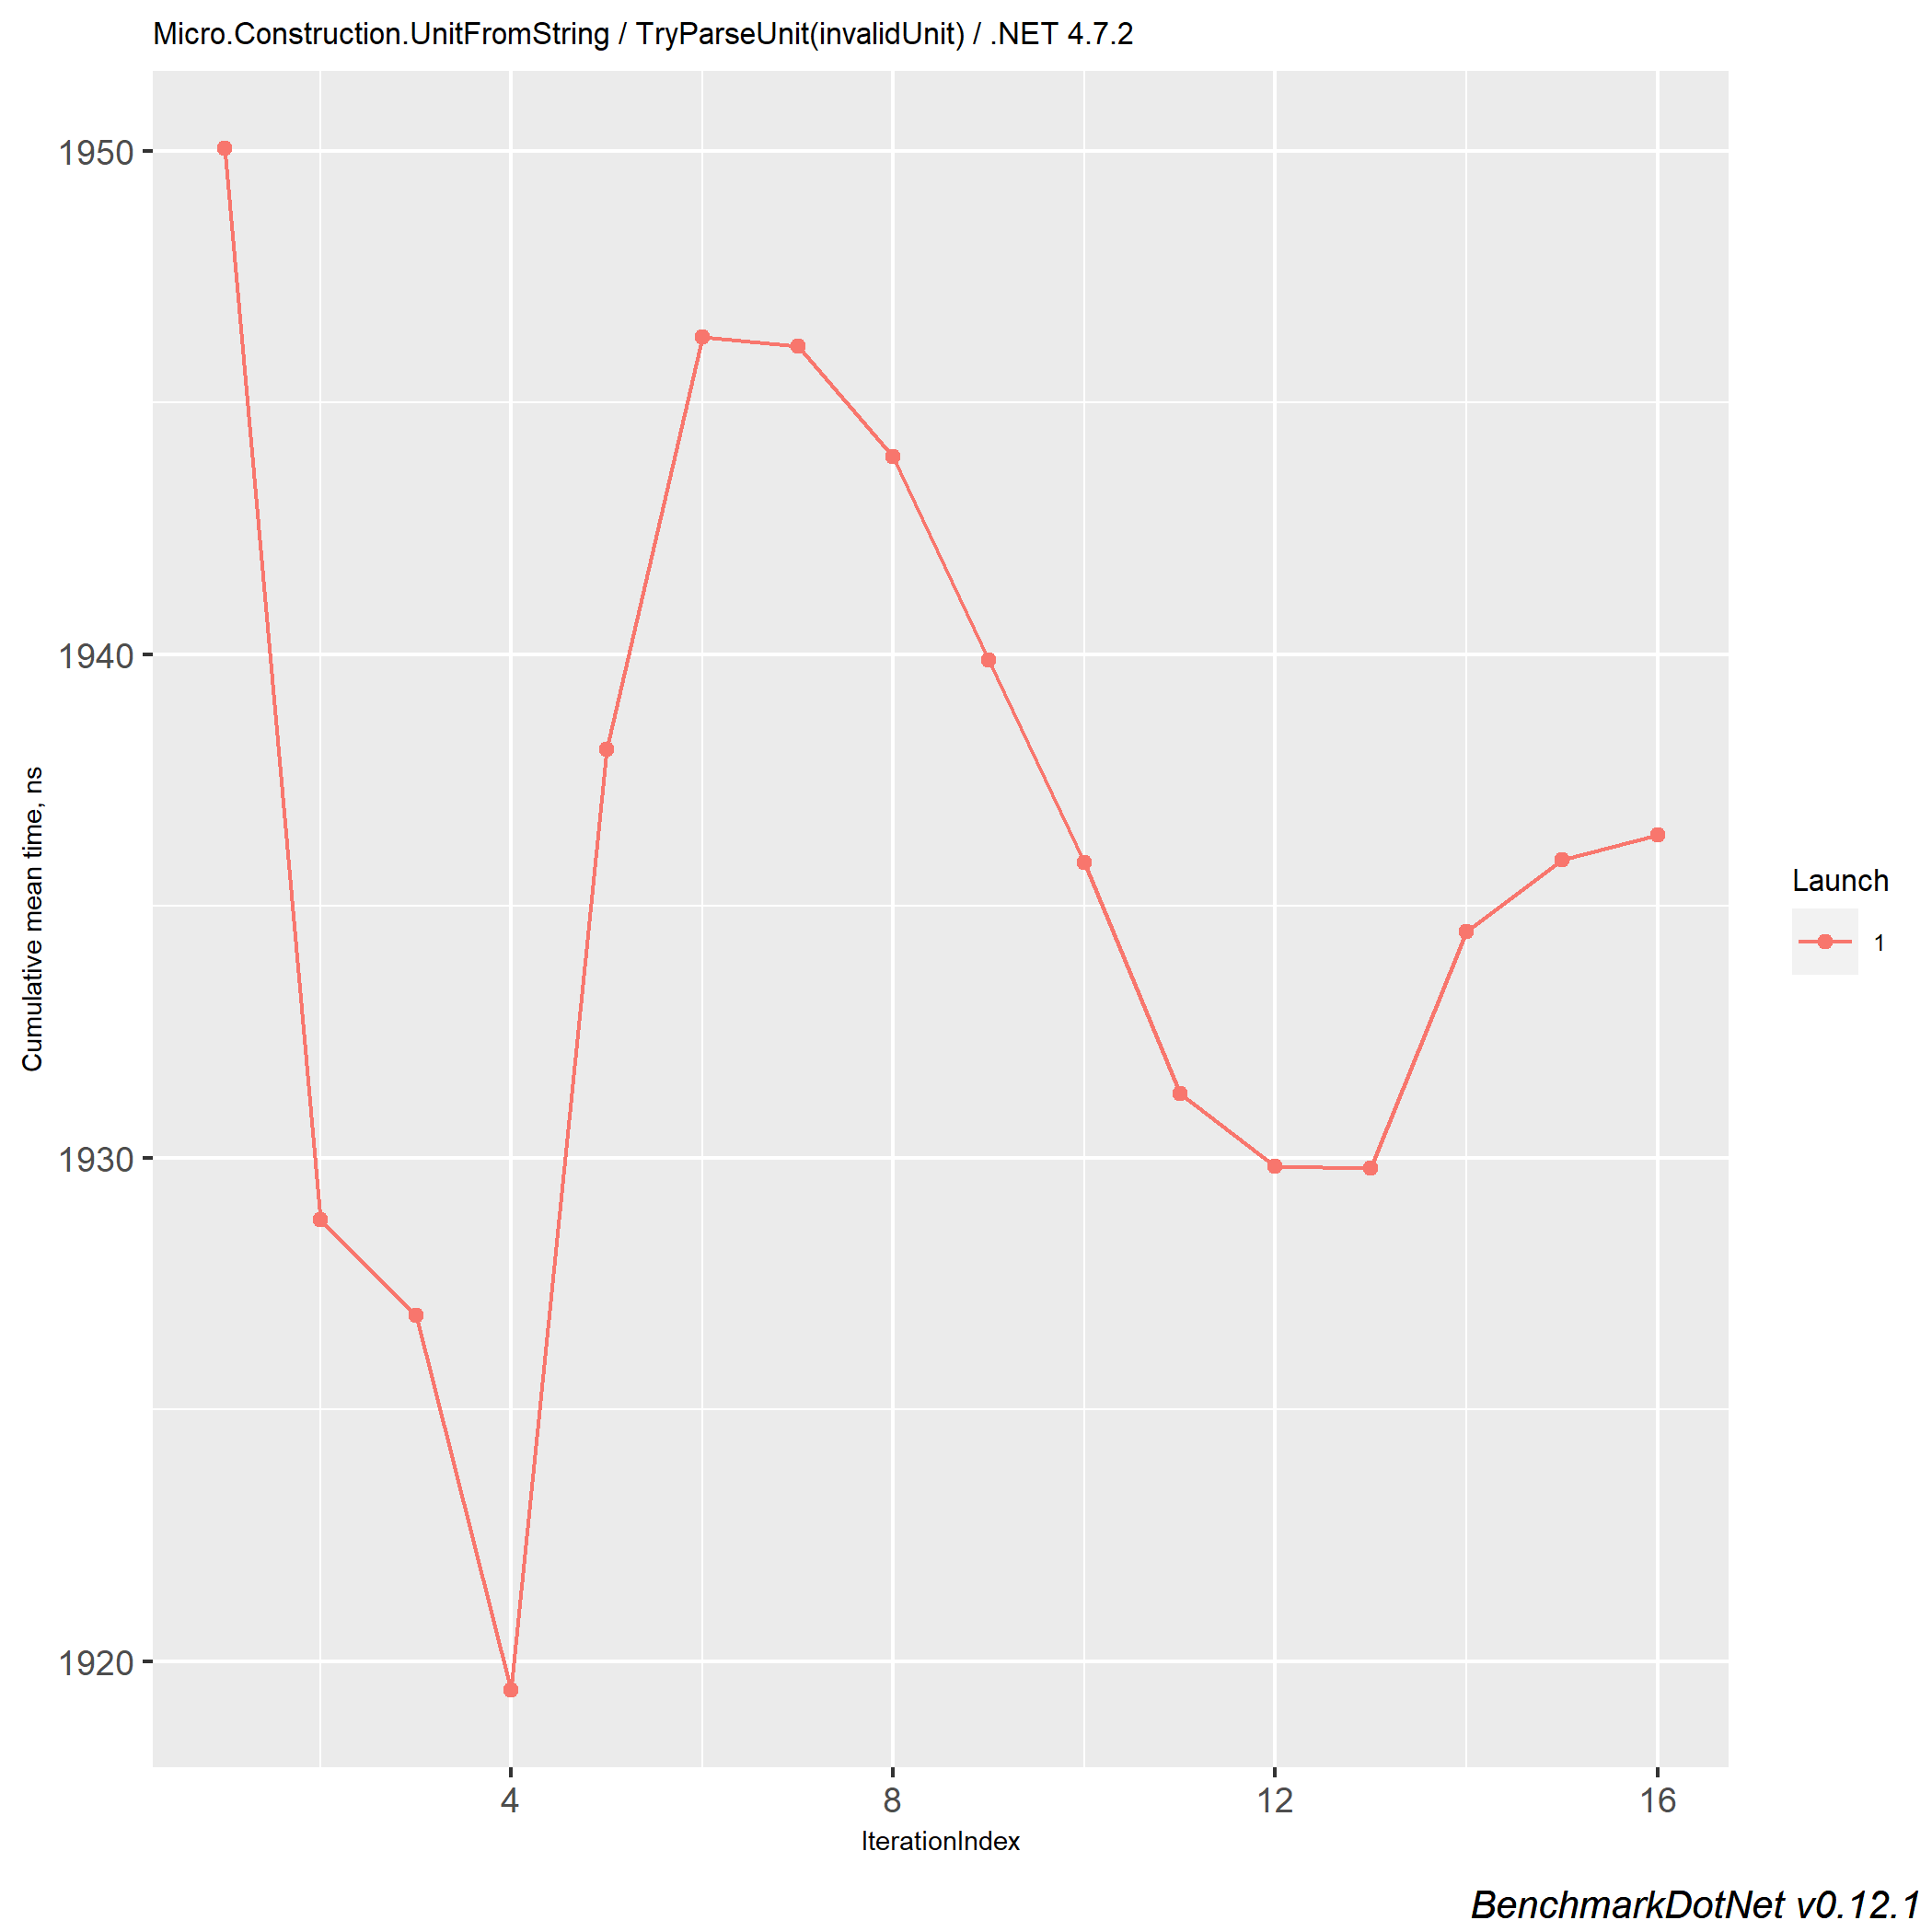 Micro.Construction.UnitFromString / TryParseUnit(invalidUnit) / .NET 4.7.2
1950
1940
1930
1920
Cumulative mean time, ns
4
8
12
16
IterationIndex
Launch
1
BenchmarkDotNet v0.12.1